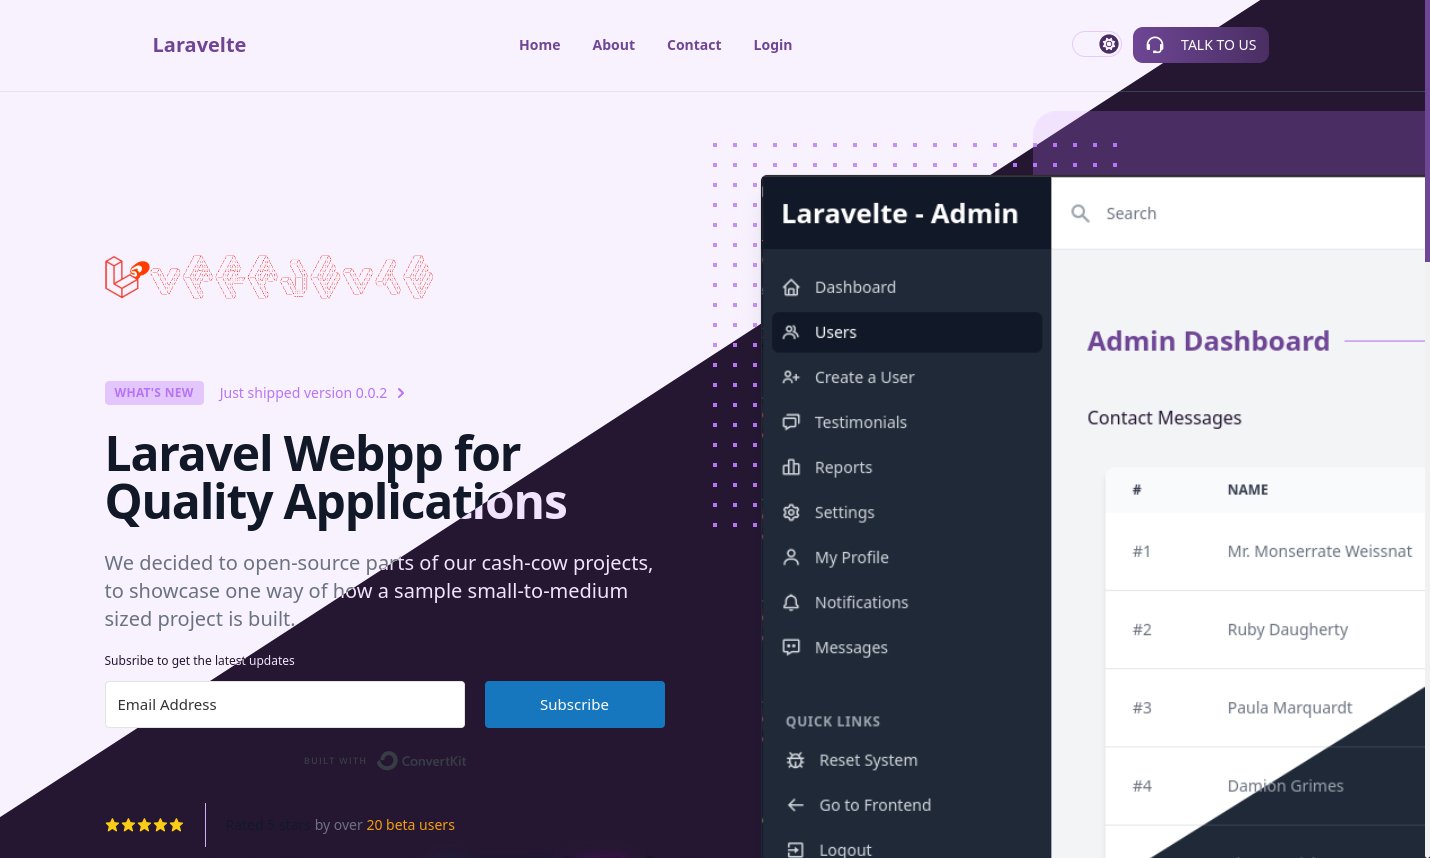 Laravelte
Home About Contact Login
TALK TO US
WHAT'S NEW Just shipped version 0.0.2
Laravel Webpp for
Quality Applications
We decided to open-source parts of our cash-cow projects,
to showcase one way of how a sample small-to-medium
sized project is built.
Subsribe to get the latest updates
Email Address
Subscribe
BUILT WITH ConvertKit
Rated 5 stars by over 20 beta users
Laravelte - Admin
Search
Dashboard
Users
Create a User
Testimonials
Reports
Settings
My Profile
Notifications
Messages
QUICK LINKS
Reset System
Go to Frontend
Logout
Admin Dashboard
Contact Messages
# NAME
#1 Mr. Monserrate Weissnat
#2 Ruby Daugherty
#3 Paula Marquardt
#4 Damion Grimes